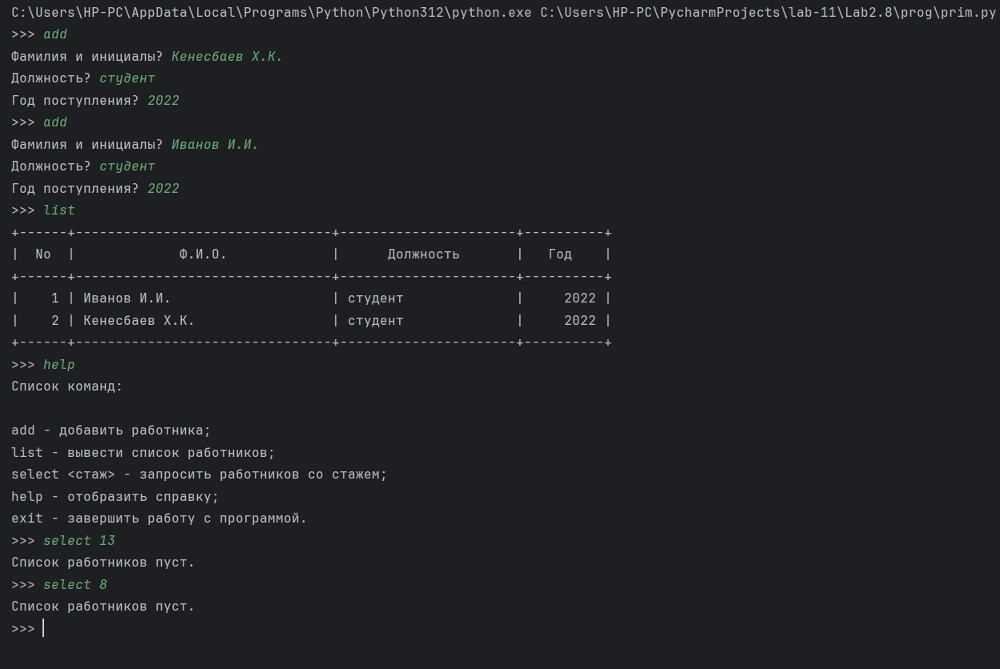 C:\Users\HP-PC\AppData\Local\Programs\Python\Python312\python.exe C:\Users\HP-PC\PycharmProjects\lab-11\Lab2.8\prog\prim.py
>>> add
Фамилия и инициалы? Кенесбаев Х.К.
Должность? студент
Год поступления? 2022
>>> add
Фамилия и инициалы? Иванов И.И.
Должность? студент
Год поступления? 2022
>>> list
+------+--------------------------------+----------------------+----------+
|  No  |             Ф.И.О.             |      Должность       |   Год    |
+------+--------------------------------+----------------------+----------+
|    1 | Иванов И.И.                    | студент              |     2022 |
|    2 | Кенесбаев Х.К.                 | студент              |     2022 |
+------+--------------------------------+----------------------+----------+
>>> help
Список команд:

add - добавить работника;
list - вывести список работников;
select <стаж> - запросить работников со стажем;
help - отобразить справку;
exit - завершить работу с программой.
>>> select 13
Список работников пуст.
>>> select 8
Список работников пуст.
>>>